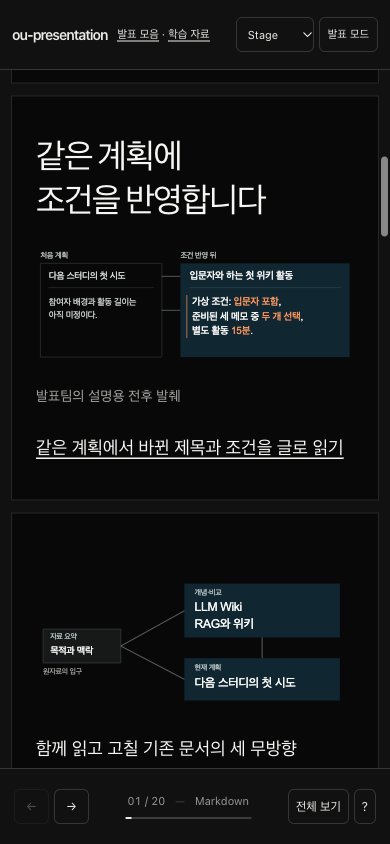 ou-presentation 발표 모음 · 학습 자료 Stage 발표 모드
같은 계획에
조건을 반영합니다
처음 계획
다음 스터디의 첫 시도
참여자 배경과 활동 길이는
아직 미정이다.
조건 반영 뒤
입문자와 하는 첫 위키 활동
가상 조건: 입문자 포함,
준비된 세 메모 중 두 개 선택,
별도 활동 15분.
발표팀의 설명용 전후 발췌
같은 계획에서 바뀐 제목과 조건을 글로 읽기
개념·비교
LLM Wiki
RAG와 위키
자료 요약
목적과 맥락
원자료의 입구
현재 계획
다음 스터디의 첫 시도
함께 읽고 고칠 기존 문서의 세 무방향
← → 01 / 20 — Markdown 전체 보기 ?